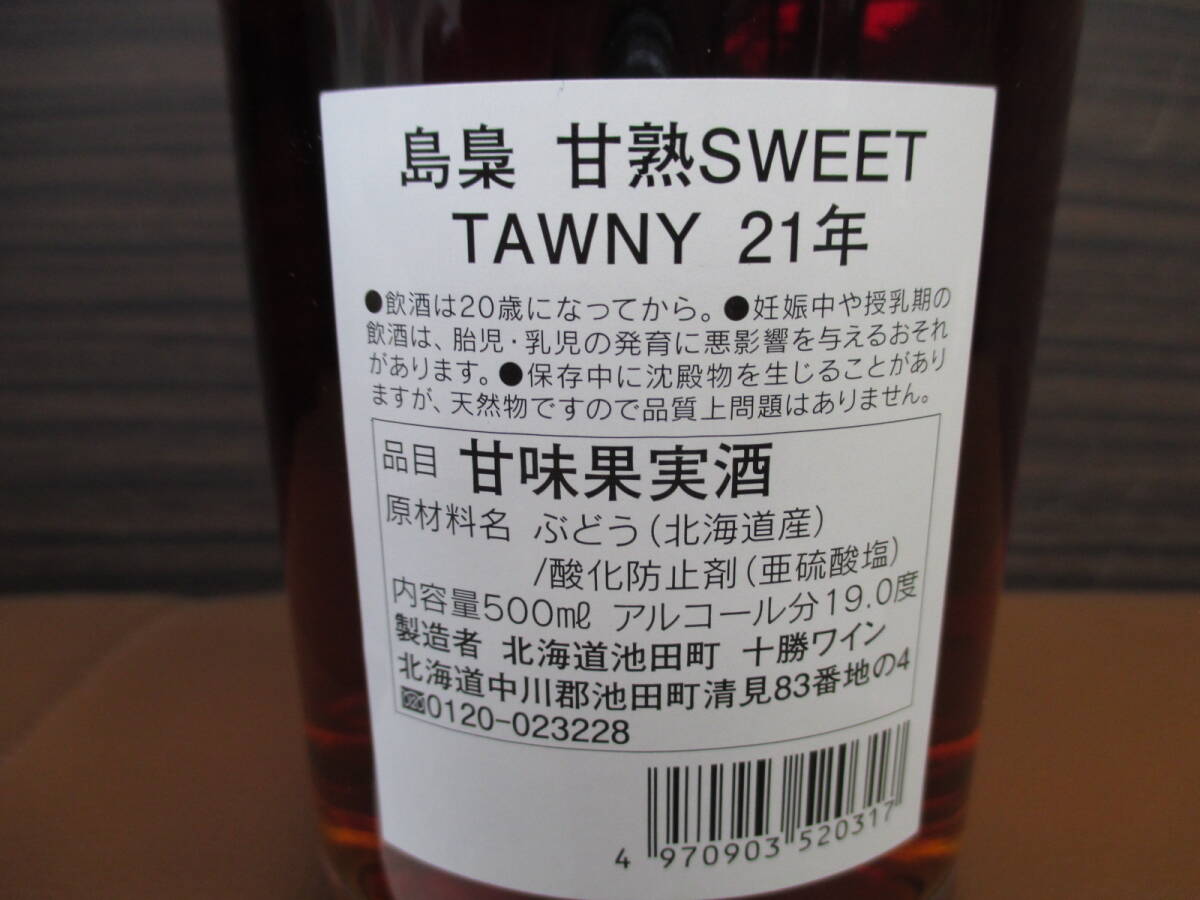 島梟 甘熟SWEET
TAWNY 21年
●飲酒は20歳になってから。●妊娠中や授乳期の
飲酒は、胎児・乳児の発育に悪影響を与えるおそれ
があります。●保存中に沈殿物を生じることがあり
ますが、天然物ですので品質上問題はありません。
品目 甘味果実酒
原材料名 ぶどう(北海道産)
/酸化防止剤(亜硫酸塩)
内容量500㎖ アルコール分19.0度
製造者 北海道池田町 十勝ワイン
北海道中川郡池田町清見83番地の4
0120-023228
4 970903 520317